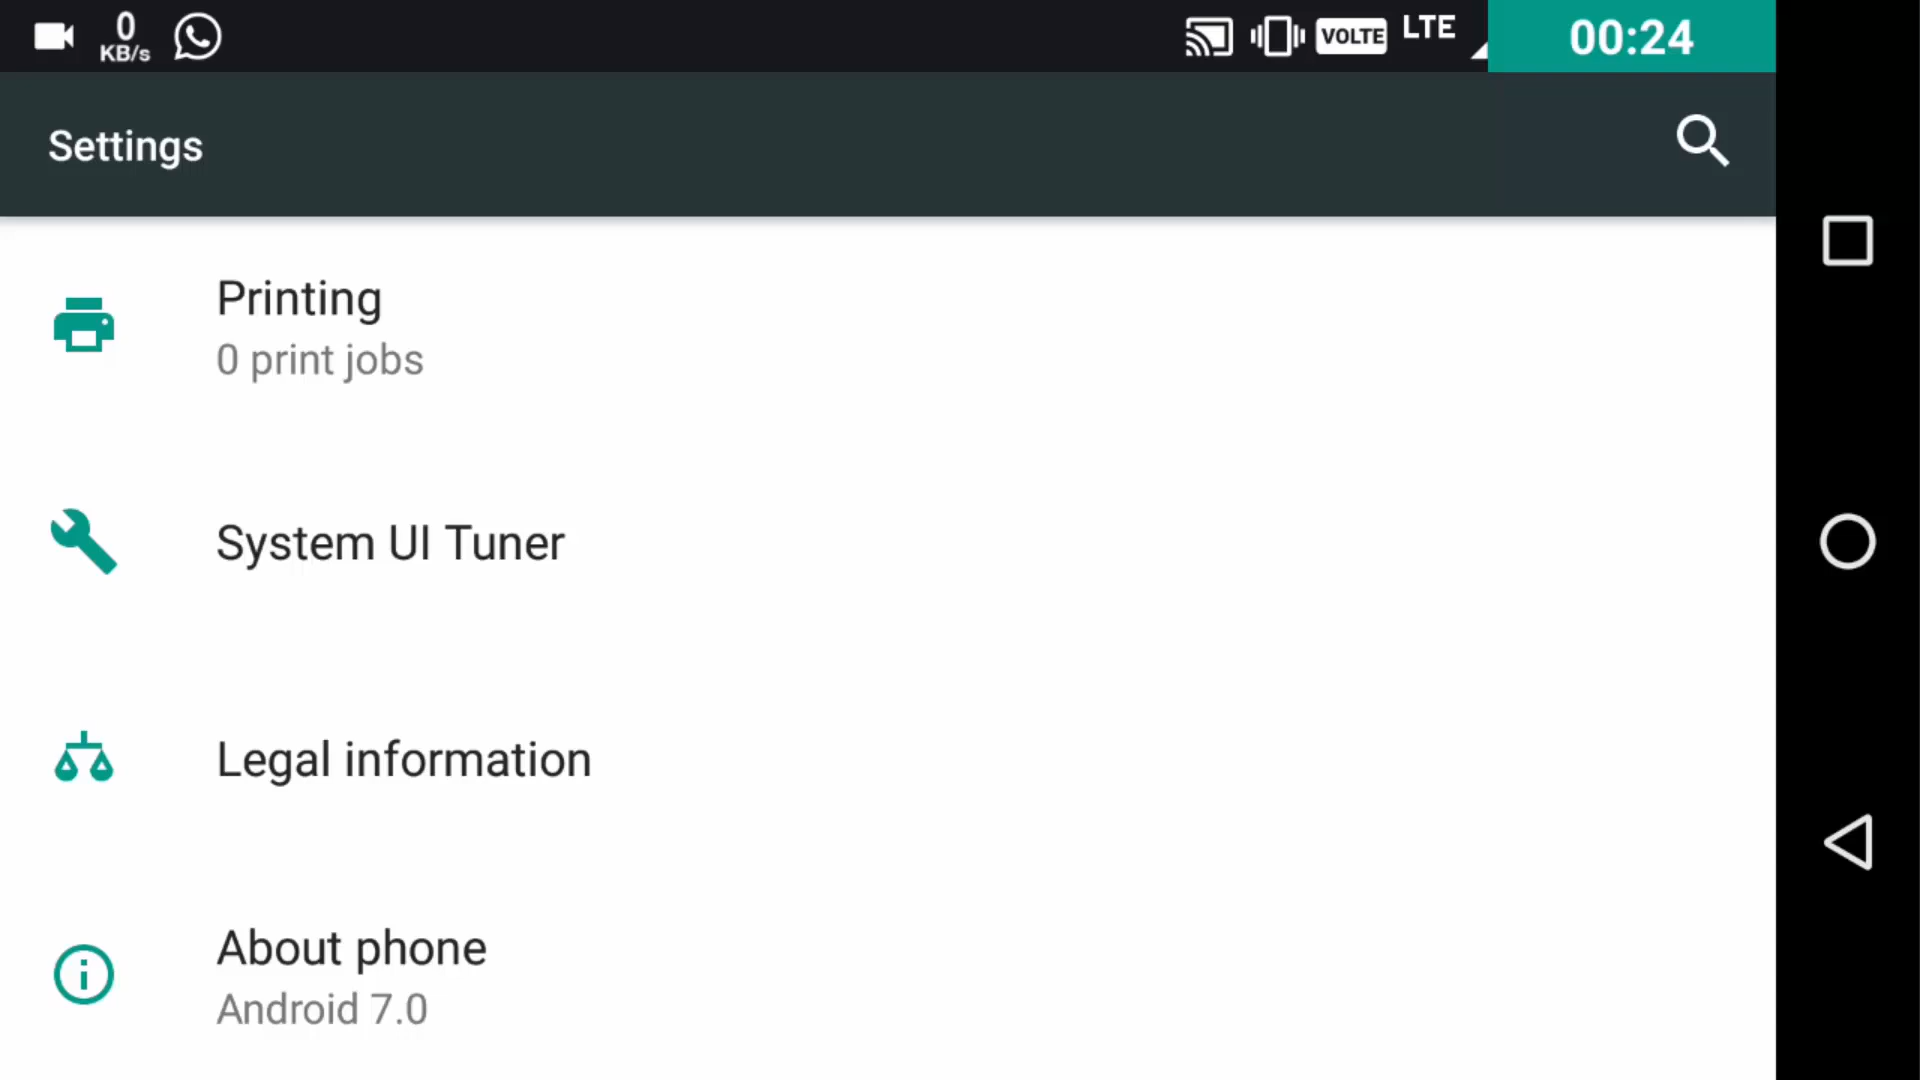 0
KB/s
VOLTE LTE 00:24
Settings
Printing
0 print jobs
System UI Tuner
Legal information
About phone
Android 7.0